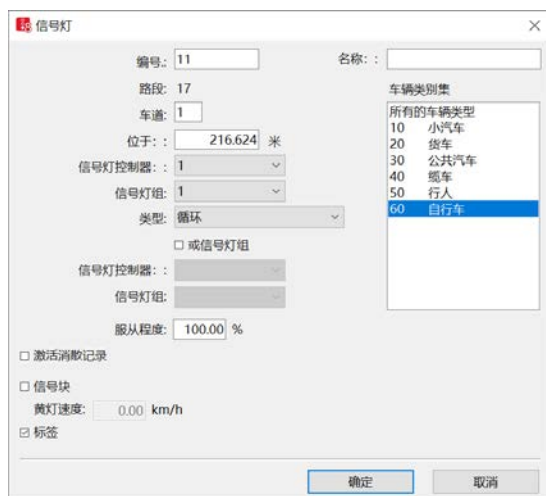 信号灯
编号.: 11 名称: :
路段: 17 车辆类别集
车道: 1 所有的车辆类型
位于: : 216.624 米 10 小汽车
20 货车
信号灯控制器: : 1 30 公共汽车
40 缆车
信号灯组: 1 50 行人
类型: 循环 60 自行车
或信号灯组
信号灯控制器: :
信号灯组:
服从程度: 100.00 %
激活消散记录
信号块
黄灯速度: 0.00 km/h
标签
确定 取消